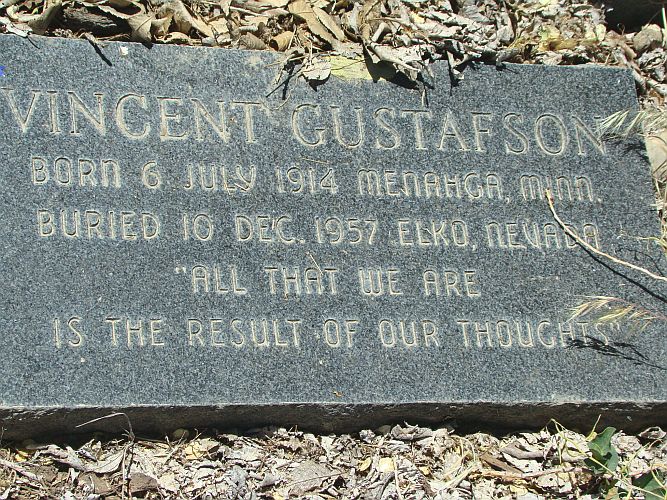 VINCENT GUSTAFSON
BORN 6 JULY 1914 MENAHGA, MINN.
BURIED 10 DEC. 1957 ELKO, NEVADA
"ALL THAT WE ARE
IS THE RESULT OF OUR THOUGHTS"